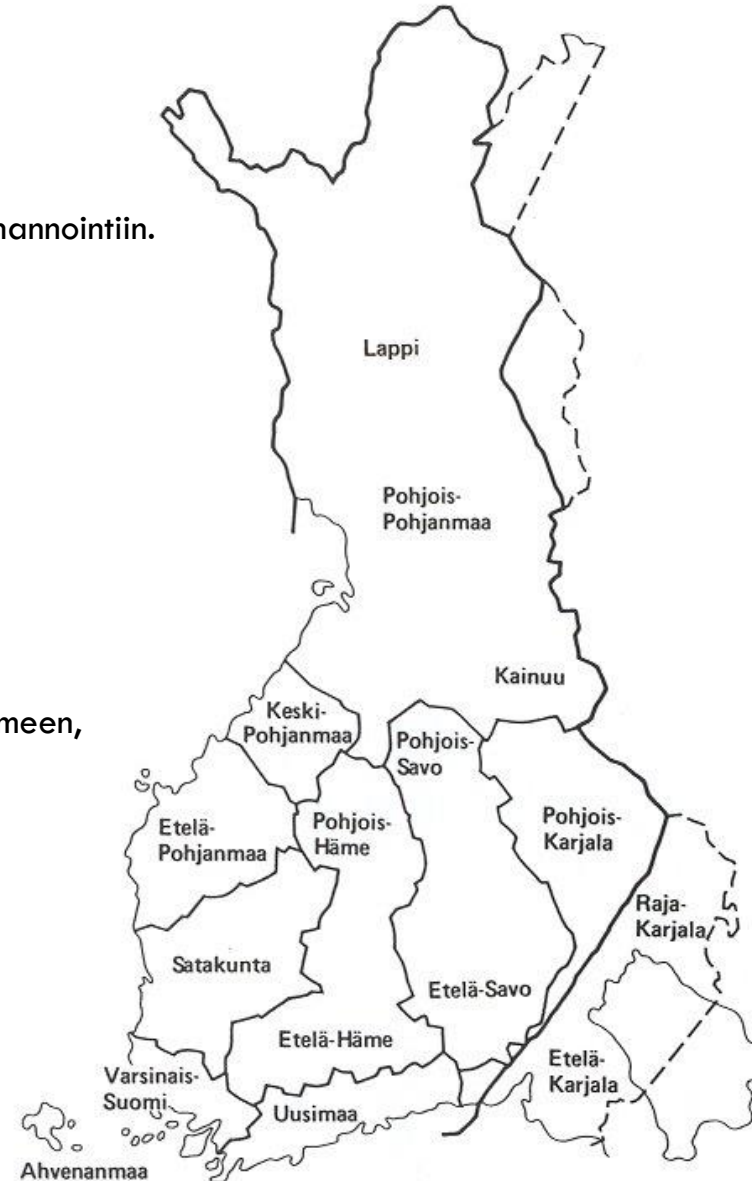 nannointiin.
Lappi
Pohjois-
Pohjanmaa
Kainuu
Keski-
Pohjanmaa
Pohjois-
Savo
meen,
Etelä-
Pohjanmaa
Pohjois-
Häme
Pohjois-
Karjala
Raja-
Karjala
Satakunta
Etelä-Savo
Etelä-Häme
Etelä-
Karjala
Varsinais-
Suomi
Uusimaa
Ahvenanmaa